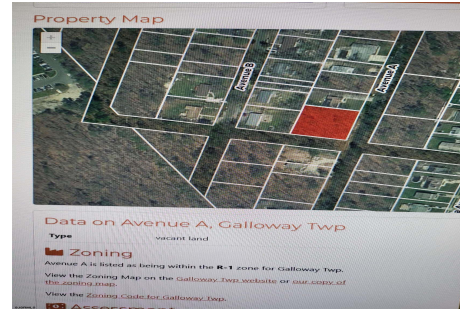 Property Map
+
−
Avenue B
Avenue A
Data on Avenue A, Galloway Twp
Type vacant land
Zoning
Avenue A is listed as being within the R-1 zone for Galloway Twp.
View the Zoning Map on the Galloway Twp website or our copy of
the zoning map.
View the Zoning Code for Galloway Twp.
Assessment